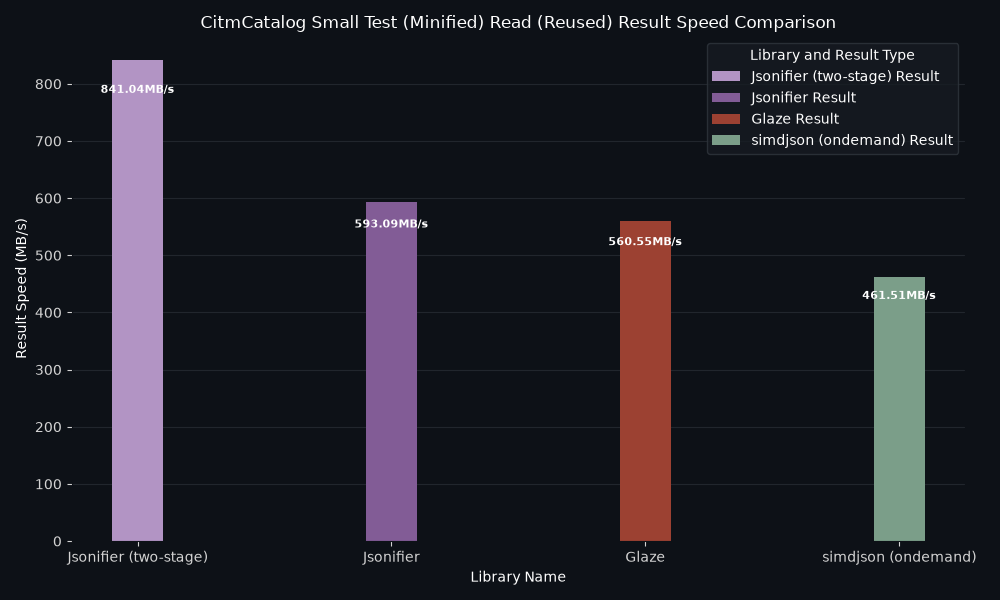 CitmCatalog Small Test (Minified) Read (Reused) Result Speed Comparison
Library and Result Type
Jsonifier (two-stage) Result
Jsonifier Result
Glaze Result
simdjson (ondemand) Result
841.04MB/s
593.09MB/s
560.55MB/s
461.51MB/s
Result Speed (MB/s)
800
700
600
500
400
300
200
100
0
Jsonifier (two-stage)
Jsonifier
Glaze
simdjson (ondemand)
Library Name